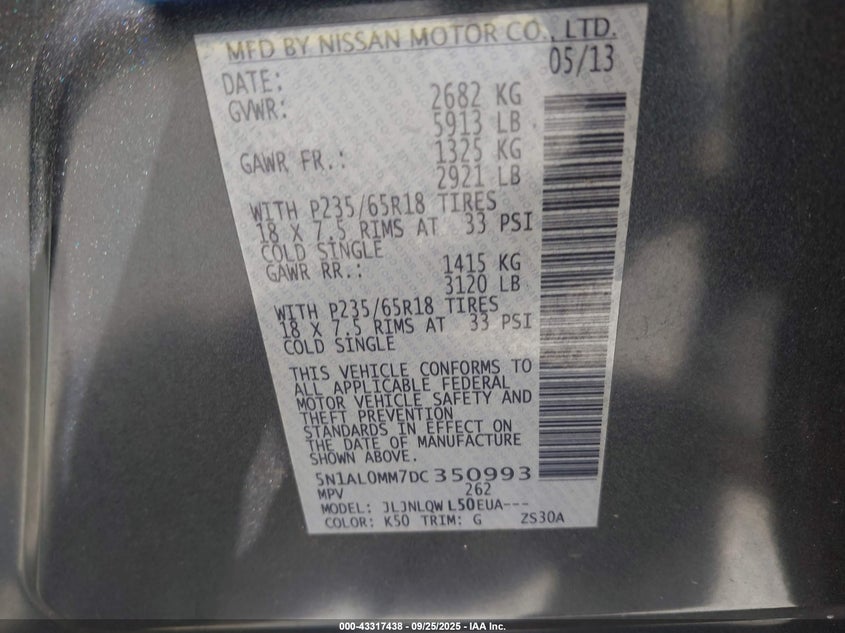 MFD BY NISSAN MOTOR CO., LTD.
DATE: 05/13
GVWR: 2682 KG
5913 LB
GAWR FR.: 1325 KG
2921 LB
WITH P235/65R18 TIRES
18 X 7.5 RIMS AT 33 PSI
COLD SINGLE
GAWR RR.: 1415 KG
3120 LB
WITH P235/65R18 TIRES
18 X 7.5 RIMS AT 33 PSI
COLD SINGLE
THIS VEHICLE CONFORMS TO
ALL APPLICABLE FEDERAL
MOTOR VEHICLE SAFETY AND
THEFT PREVENTION
STANDARDS IN EFFECT ON
THE DATE OF MANUFACTURE
SHOWN ABOVE.
5N1AL0MM7DC350993
MPV 262
MODEL: JLJNLQWL50EUA---
COLOR: K50 TRIM: G ZS30A
000-43317438 - 09/25/2025 - IAA Inc.